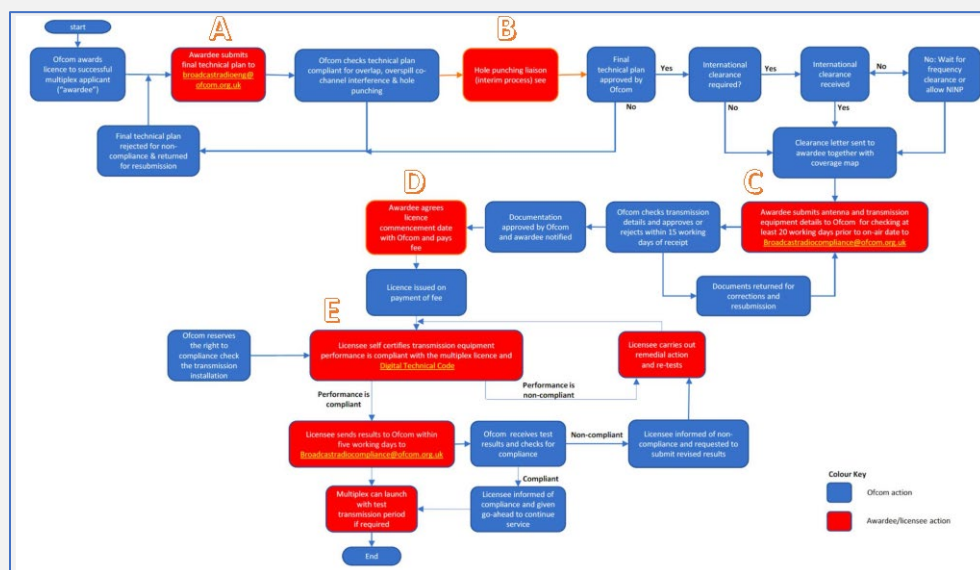 start
A
B
Ofcom awards
licence to successful
multiplex applicant
("awardee")
Awardee submits
final technical plan to
broadcastradioeng@
ofcom.org.uk
Ofcom checks technical plan
compliant for overlap, overspill co-
channel interference & hole
punching
Hole punching liaison
(interim process) see
Final
technical plan
approved by
Ofcom
Yes
International
clearance
required?
Yes
International
clearance
received
No
No: Wait for
frequency
clearance or
allow NINP
No
No
Yes
Final technical plan
rejected for non-
compliance & returned
for resubmission
Clearance letter sent to
awardee together with
coverage map
D
C
Awardee agrees
licence
commencement date
with Ofcom and pays
fee
Documentation
approved by Ofcom
and awardee notified
Ofcom checks transmission
details and approves or
rejects within 15 working
days of receipt
Awardee submits antenna and transmission
equipment details to Ofcom for checking at
least 20 working days prior to on-air date to
Broadcastradiocompliance@ofcom.org.uk
Licence issued on
payment of fee
Documents returned for
corrections and
resubmission
E
Ofcom reserves
the right to
compliance check
the transmission
installation
Licensee self certifies transmission equipment
performance is compliant with the multiplex licence and
Digital Technical Code
Licensee carries out
remedial action
and re-tests
Performance is
compliant
Performance is
non-compliant
Licensee sends results to Ofcom within
five working days to
Broadcastradiocompliance@ofcom.org.uk
Ofcom receives test
results and checks for
compliance
Non-compliant
Licensee informed of non-
compliance and requested to
submit revised results
Compliant
Multiplex can launch
with test
transmission period
if required
Licensee informed of
compliance and given
go-ahead to continue
service
End
Colour Key
Ofcom action
Awardee/licensee action